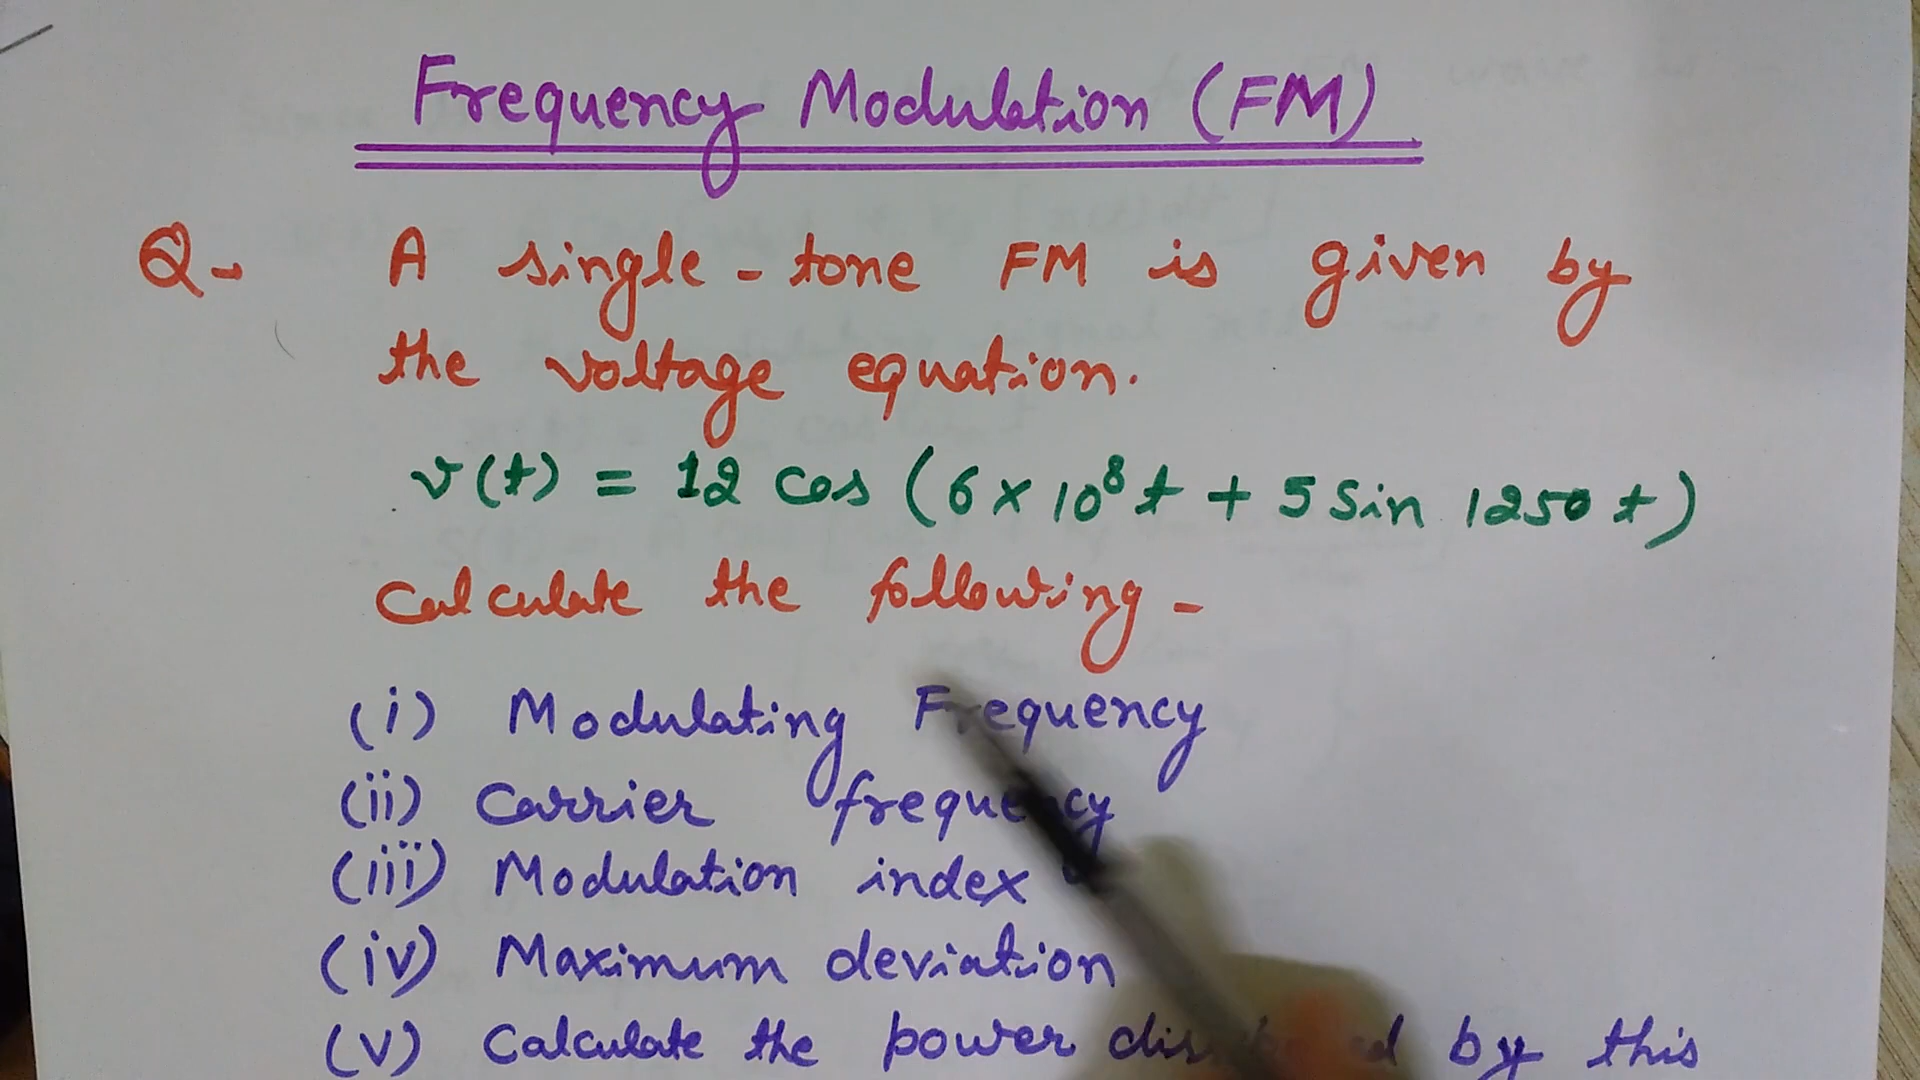 Frequency Modulation (FM)
Q- A single-tone FM is given by
the voltage equation.
v(t) = 12 cos (6 × 10⁸ t + 5 Sin 1250 t)
Calculate the following -
(i) Modulating Frequency
(ii) Carrier frequency
(iii) Modulation index
(iv) Maximum deviation
(v) Calculate the power by this